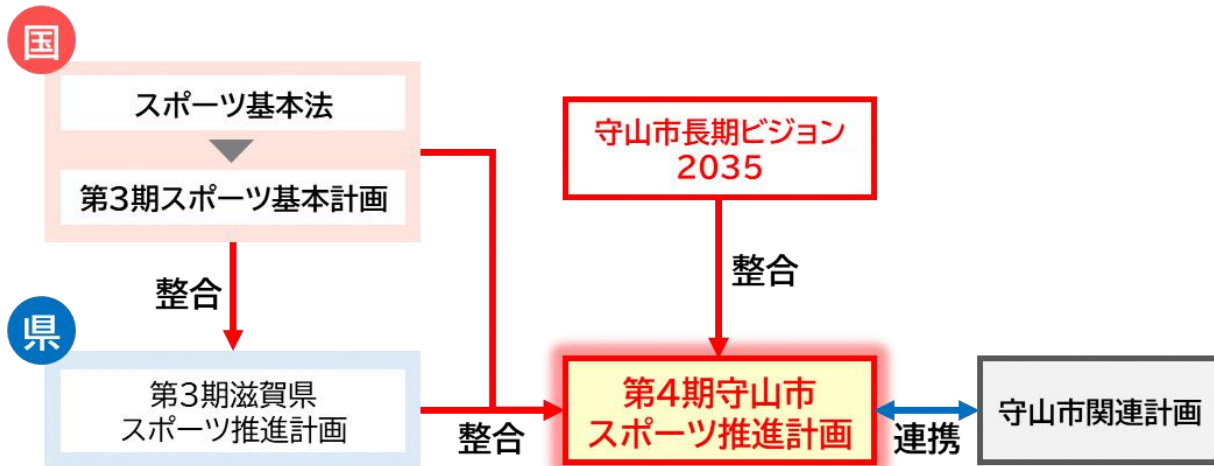 国
スポーツ基本法
第3期スポーツ基本計画
守山市長期ビジョン
2035
整合
整合
県
第3期滋賀県
スポーツ推進計画
整合
第4期守山市
スポーツ推進計画
連携
守山市関連計画